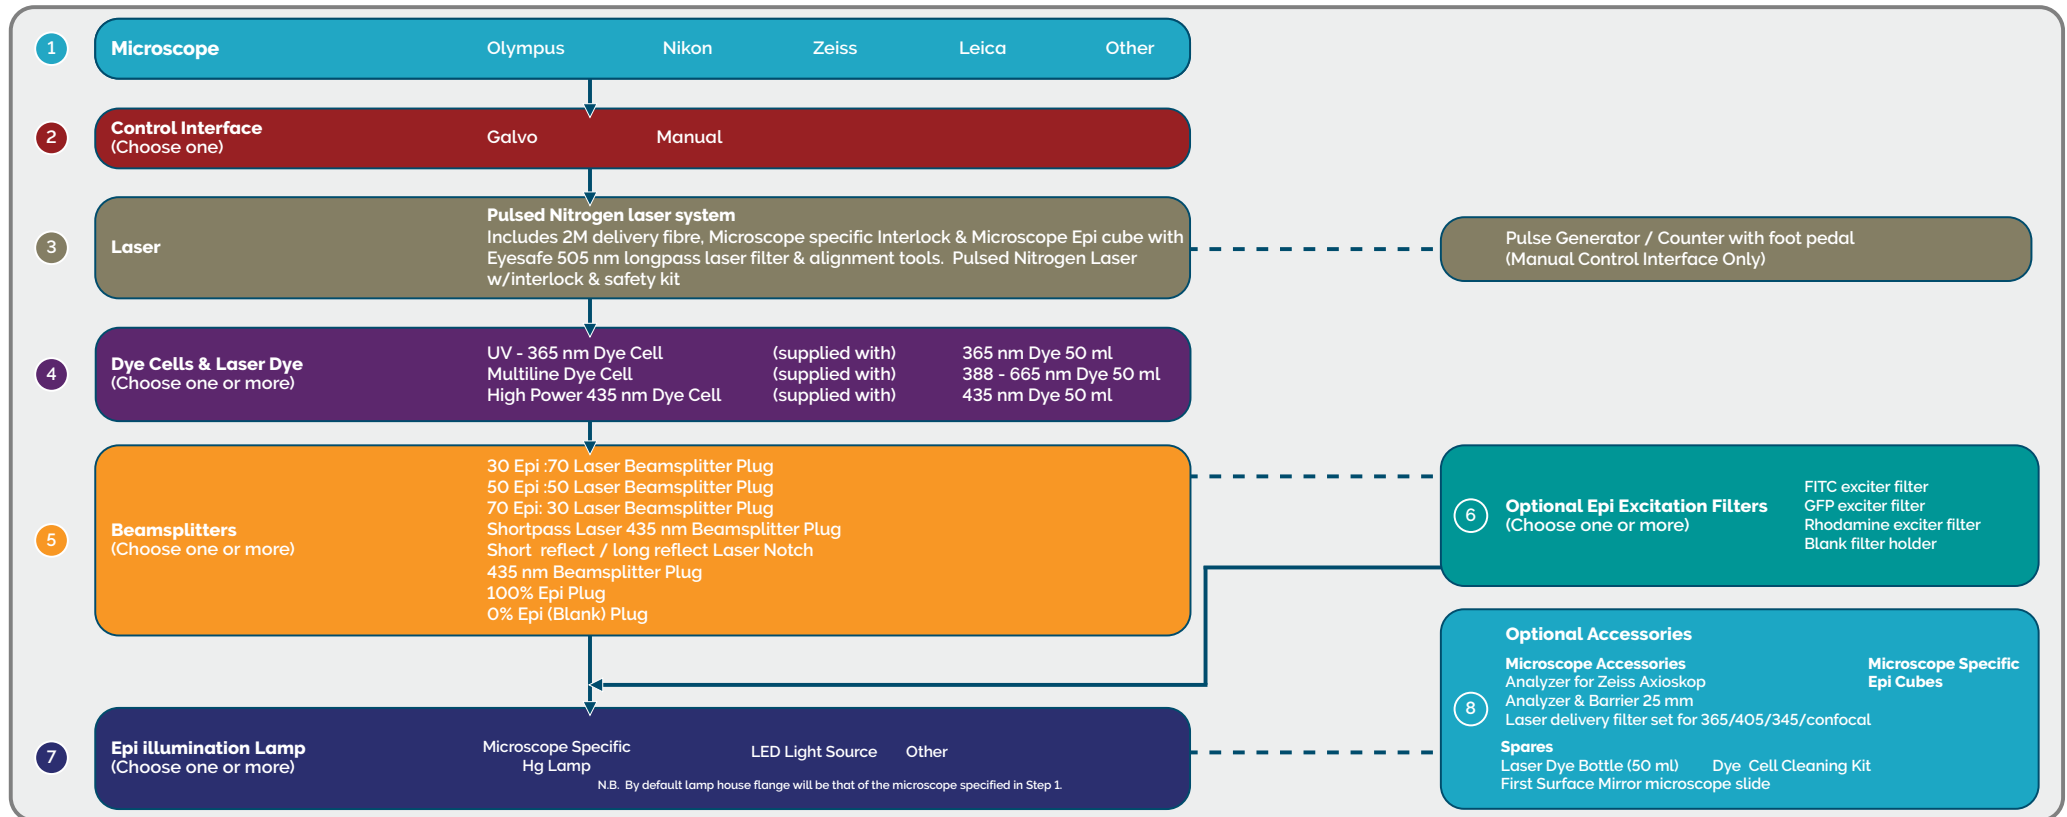 1
Microscope
Olympus
Nikon
Zeiss
Leica
Other
2
Control Interface
(Choose one)
Galvo
Manual
3
Laser
Pulsed Nitrogen laser system
Includes 2M delivery fibre, Microscope specific Interlock & Microscope Epi cube with
Eyesafe 505 nm longpass laser filter & alignment tools. Pulsed Nitrogen Laser
w/interlock & safety kit
Pulse Generator / Counter with foot pedal
(Manual Control Interface Only)
4
Dye Cells & Laser Dye
(Choose one or more)
UV - 365 nm Dye Cell (supplied with) 365 nm Dye 50 ml
Multiline Dye Cell (supplied with) 388 - 665 nm Dye 50 ml
High Power 435 nm Dye Cell (supplied with) 435 nm Dye 50 ml
5
Beamsplitters
(Choose one or more)
30 Epi :70 Laser Beamsplitter Plug
50 Epi :50 Laser Beamsplitter Plug
70 Epi: 30 Laser Beamsplitter Plug
Shortpass Laser 435 nm Beamsplitter Plug
Short reflect / long reflect Laser Notch
435 nm Beamsplitter Plug
100% Epi Plug
0% Epi (Blank) Plug
6
Optional Epi Excitation Filters
(Choose one or more)
FITC exciter filter
GFP exciter filter
Rhodamine exciter filter
Blank filter holder
7
Epi illumination Lamp
(Choose one or more)
Microscope Specific
Hg Lamp
LED Light Source
Other
N.B. By default lamp house flange will be that of the microscope specified in Step 1.
8
Optional Accessories
Microscope Accessories
Analyzer for Zeiss Axioskop
Analyzer & Barrier 25 mm
Laser delivery filter set for 365/405/345/confocal
Microscope Specific
Epi Cubes
Spares
Laser Dye Bottle (50 ml)
Dye Cell Cleaning Kit
First Surface Mirror microscope slide